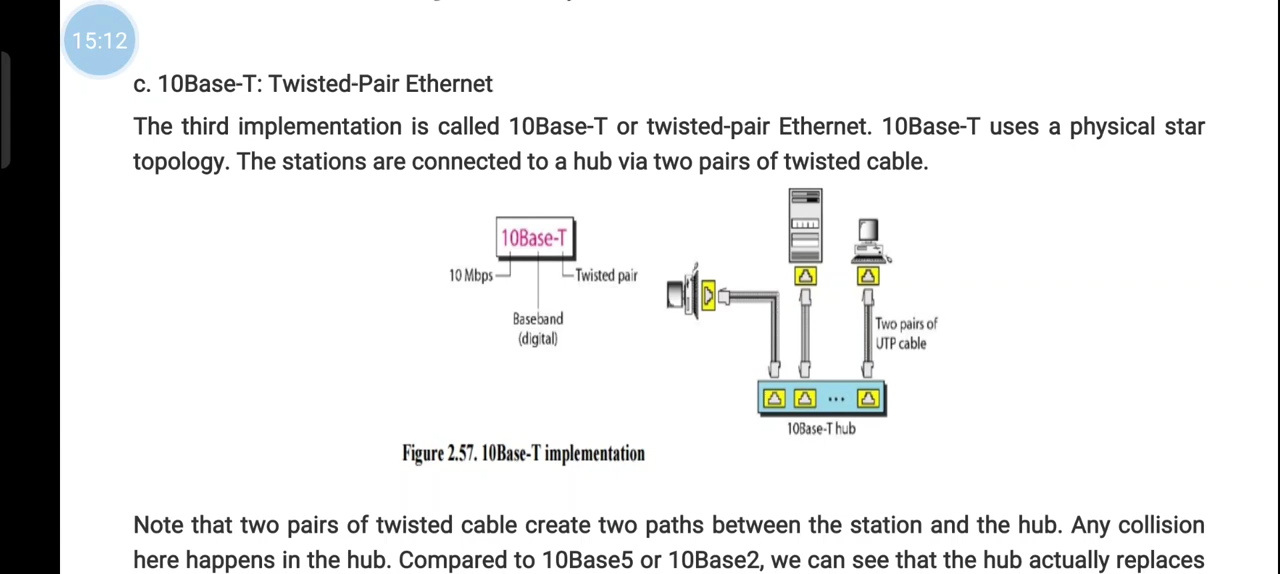 15:12
c. 10Base-T: Twisted-Pair Ethernet
The third implementation is called 10Base-T or twisted-pair Ethernet. 10Base-T uses a physical star
topology. The stations are connected to a hub via two pairs of twisted cable.
10Base-T
10 Mbps
Twisted pair
Baseband
(digital)
Two pairs of
UTP cable
...
10Base-T hub
Figure 2.57. 10Base-T implementation
Note that two pairs of twisted cable create two paths between the station and the hub. Any collision
here happens in the hub. Compared to 10Base5 or 10Base2, we can see that the hub actually replaces